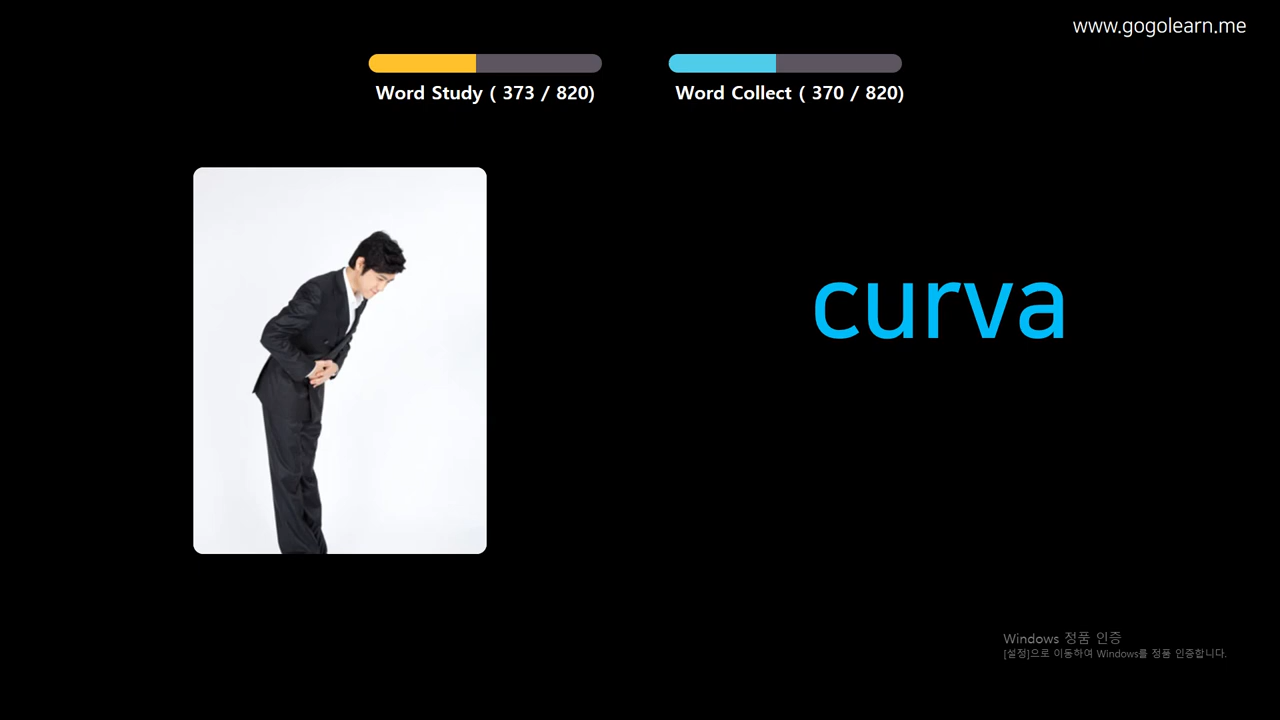 www.gogolearn.me
Word Study ( 373 / 820)
Word Collect ( 370 / 820)
curva
Windows 정품 인증
[설정]으로 이동하여 Windows를 정품 인증합니다.